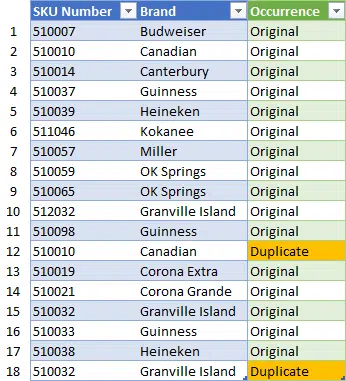 SKU Number Brand Occurrence
1 510007 Budweiser Original
2 510010 Canadian Original
3 510014 Canterbury Original
4 510037 Guinness Original
5 510039 Heineken Original
6 511046 Kokanee Original
7 510057 Miller Original
8 510059 OK Springs Original
9 510065 OK Springs Original
10 512032 Granville Island Original
11 510098 Guinness Original
12 510010 Canadian Duplicate
13 510019 Corona Extra Original
14 510021 Corona Grande Original
15 510032 Granville Island Original
16 510033 Guinness Original
17 510038 Heineken Original
18 510032 Granville Island Duplicate